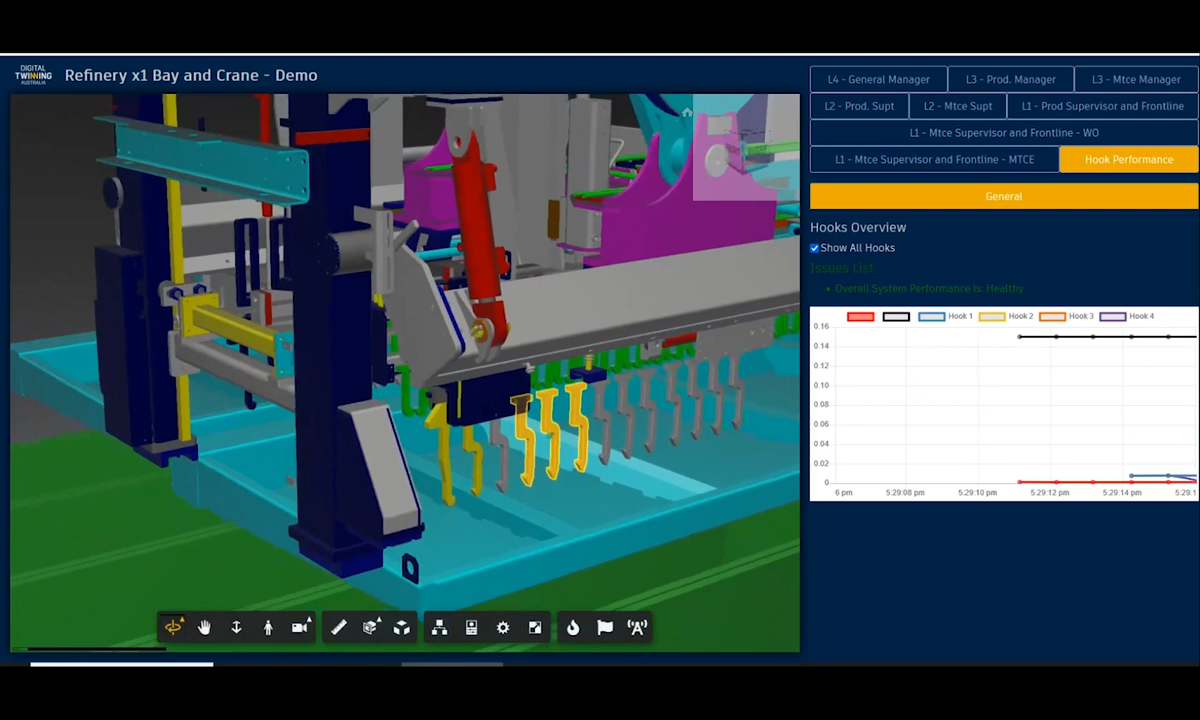 DIGITAL
TWINNING
AUSTRALIA
Refinery x1 Bay and Crane - Demo
L4 - General Manager
L3 - Prod. Manager
L3 - Mtce Manager
L2 - Prod. Supt
L2 - Mtce Supt
L1 - Prod Supervisor and Frontline
L1 - Mtce Supervisor and Frontline - WO
L1 - Mtce Supervisor and Frontline - MTCE
Hook Performance
General
Hooks Overview
Show All Hooks
Issues List
• Overall System Performance is: Healthy
Hook 1
Hook 2
Hook 3
Hook 4
0.16
0.14
0.12
0.10
0.08
0.06
0.04
0.02
0
6 pm
5:29:08 pm
5:29:10 pm
5:29:12 pm
5:29:14 pm
5:29:1